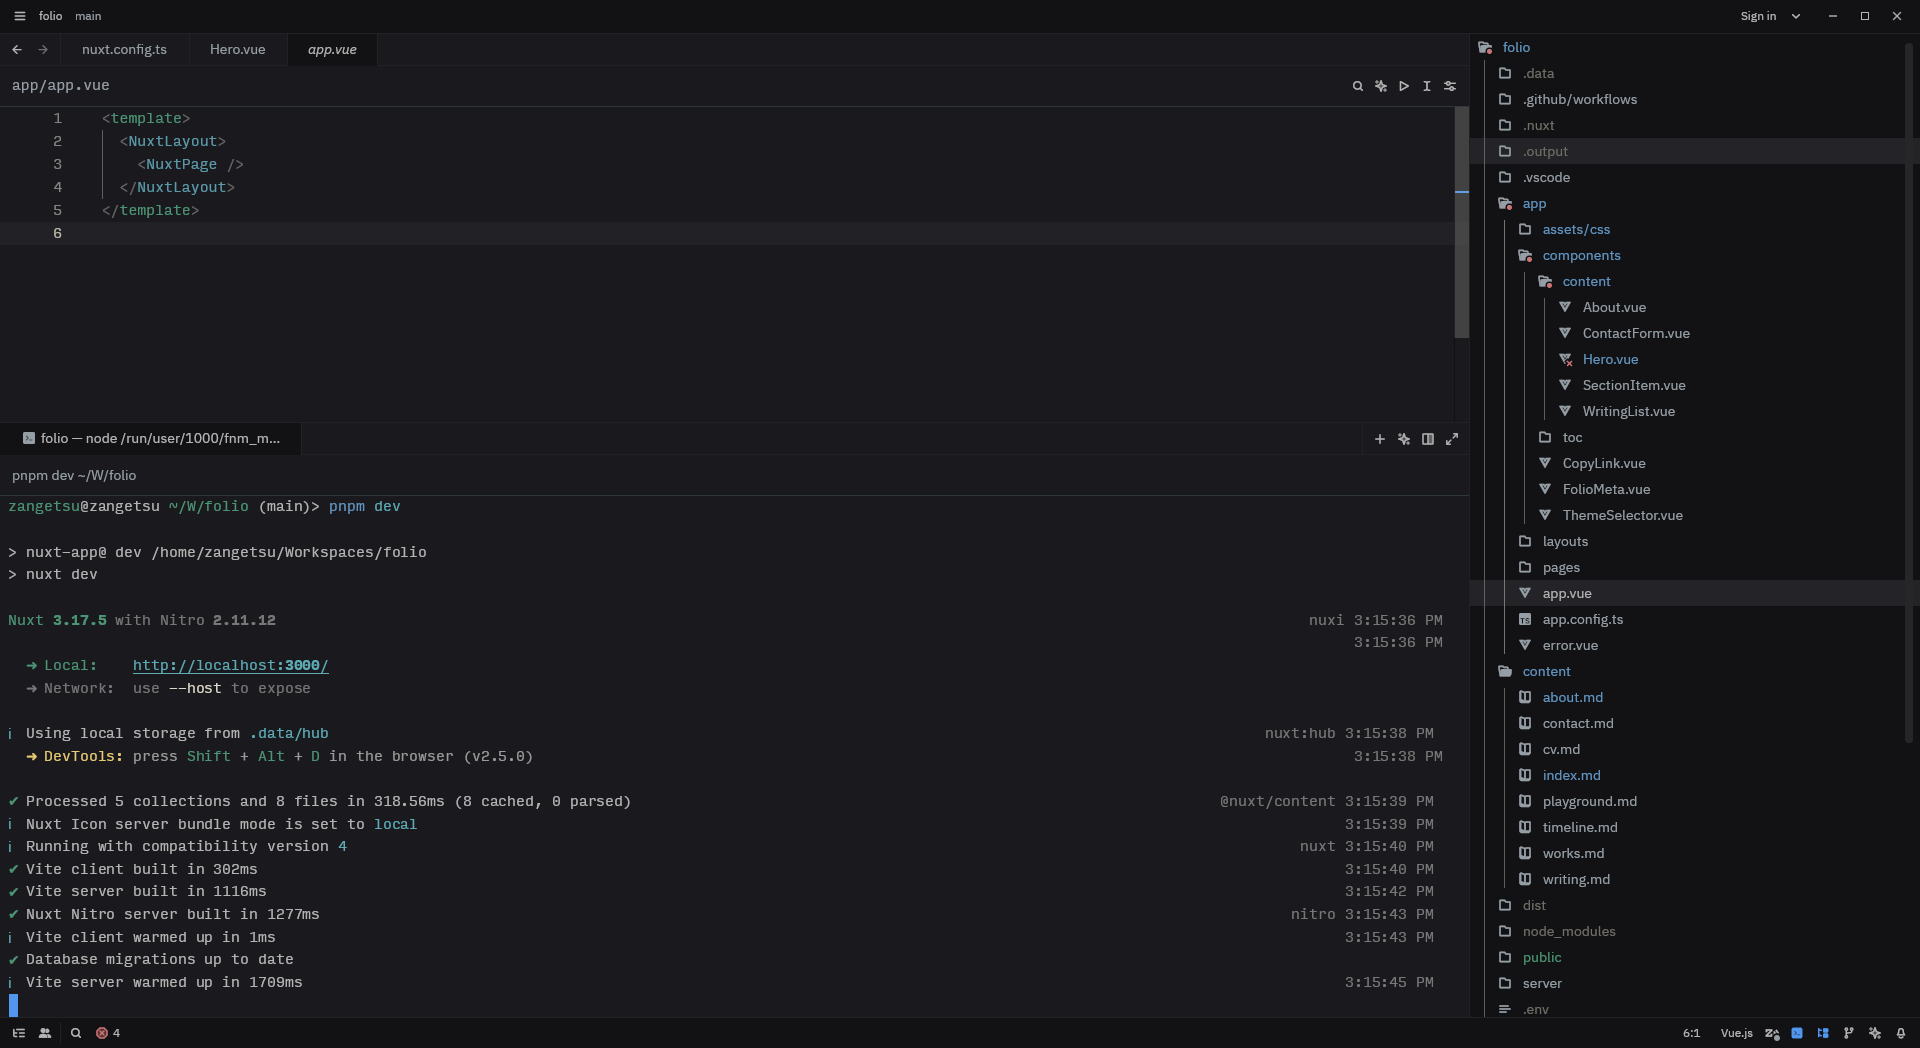 folio main Sign in
nuxt.config.ts Hero.vue app.vue
app/app.vue
1 <template>
2 <NuxtLayout>
3 <NuxtPage />
4 </NuxtLayout>
5 </template>
6
folio — node /run/user/1000/fnm_m...
pnpm dev ~/W/folio
zangetsu@zangetsu ~/W/folio (main)> pnpm dev
> nuxt-app@ dev /home/zangetsu/Workspaces/folio
> nuxt dev
Nuxt 3.17.5 with Nitro 2.11.12 nuxi 3:15:36 PM
3:15:36 PM
➜ Local: http://localhost:3000/
➜ Network: use --host to expose
i Using local storage from .data/hub nuxt:hub 3:15:38 PM
➜ DevTools: press Shift + Alt + D in the browser (v2.5.0) 3:15:38 PM
✔ Processed 5 collections and 8 files in 318.56ms (8 cached, 0 parsed) @nuxt/content 3:15:39 PM
i Nuxt Icon server bundle mode is set to local 3:15:39 PM
i Running with compatibility version 4 nuxt 3:15:40 PM
✔ Vite client built in 302ms 3:15:40 PM
✔ Vite server built in 1116ms 3:15:42 PM
✔ Nuxt Nitro server built in 1277ms nitro 3:15:43 PM
i Vite client warmed up in 1ms 3:15:43 PM
✔ Database migrations up to date
i Vite server warmed up in 1709ms 3:15:45 PM
folio
.data
.github/workflows
.nuxt
.output
.vscode
app
assets/css
components
content
About.vue
ContactForm.vue
Hero.vue
SectionItem.vue
WritingList.vue
toc
CopyLink.vue
FolioMeta.vue
ThemeSelector.vue
layouts
pages
app.vue
app.config.ts
error.vue
content
about.md
contact.md
cv.md
index.md
playground.md
timeline.md
works.md
writing.md
dist
node_modules
public
server
.env
4 6:1 Vue.js